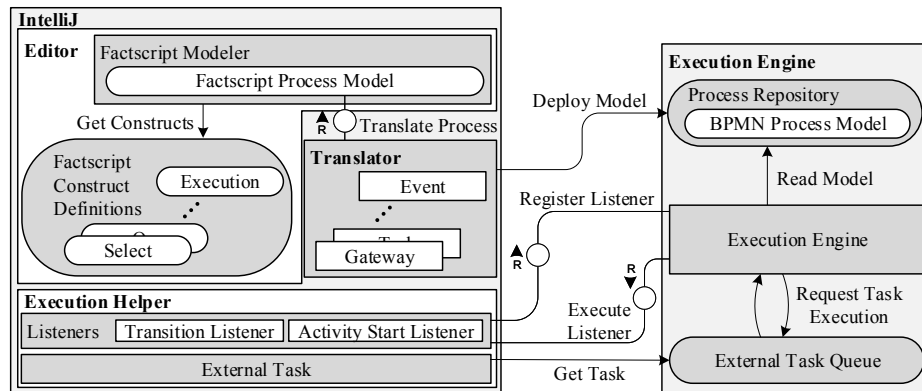 IntelliJ
Editor
Factscript Modeler
Factscript Process Model
Get Constructs
R
Translate Process
Factscript
Construct
Definitions
Execution
Select
Translator
Event
Gateway
Execution Helper
Listeners
Transition Listener
Activity Start Listener
External Task
Deploy Model
Register Listener
R
R
Execute
Listener
Get Task
Execution Engine
Process Repository
BPMN Process Model
Read Model
Execution Engine
Request Task
Execution
External Task Queue